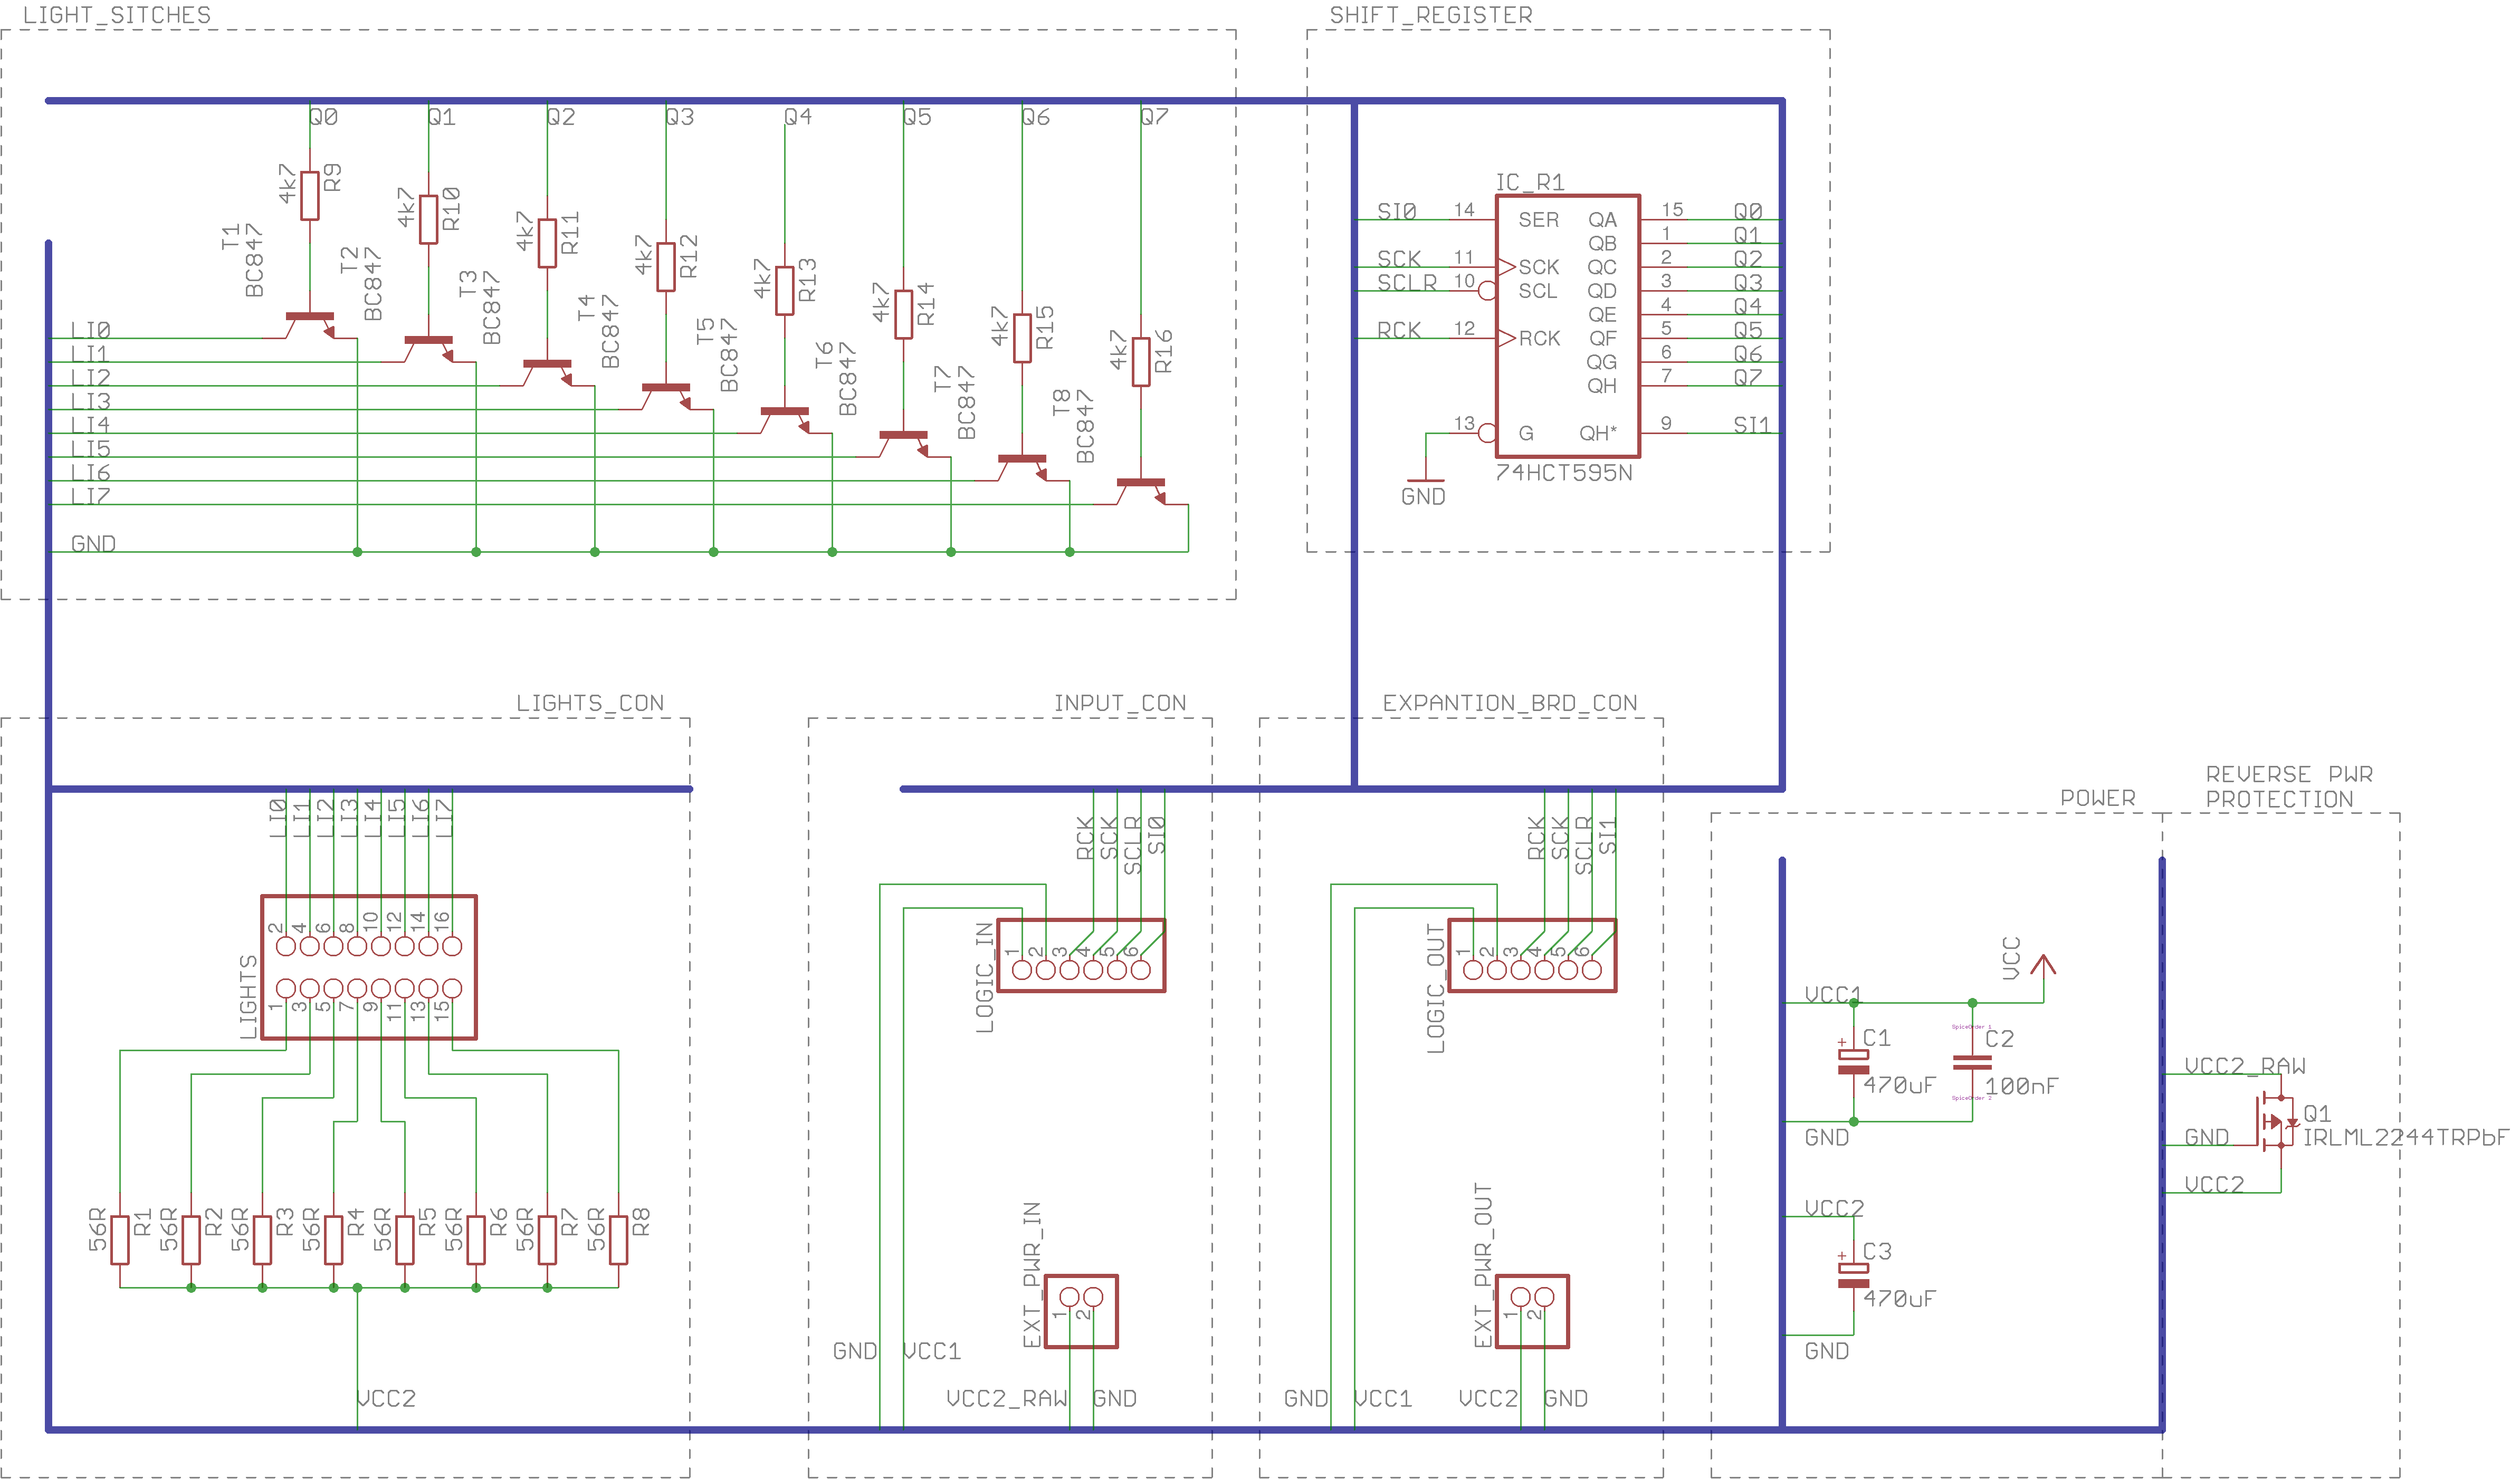 LIGHT_SITCHES
Q0 Q1 Q2 Q3 Q4 Q5 Q6 Q7
4k7 R9
4k7 R10
4k7 R11
4k7 R12
4k7 R13
4k7 R14
4k7 R15
4k7 R16
T1 BC847
T2 BC847
T3 BC847
T4 BC847
T5 BC847
T6 BC847
T7 BC847
T8 BC847
LI0
LI1
LI2
LI3
LI4
LI5
LI6
LI7
GND
SHIFT_REGISTER
IC_R1
SI0 14 SER QA 15 Q0
QB 1 Q1
SCK 11 SCK QC 2 Q2
SCLR 10 SCL QD 3 Q3
QE 4 Q4
RCK 12 RCK QF 5 Q5
QG 6 Q6
QH 7 Q7
13 G QH* 9 SI1
74HCT595N
GND
LIGHTS_CON
LI0 LI1 LI2 LI3 LI4 LI5 LI6 LI7
2 4 6 8 10 12 14 16
LIGHTS
1 3 5 7 9 11 13 15
56R R1
56R R2
56R R3
56R R4
56R R5
56R R6
56R R7
56R R8
VCC2
INPUT_CON
RCK SCK SCLR SI0
LOGIC_IN
1 2 3 4 5 6
EXT_PWR_IN
1 2
GND VCC1
VCC2_RAW GND
EXPANTION_BRD_CON
RCK SCK SCLR SI1
LOGIC_OUT
1 2 3 4 5 6
EXT_PWR_OUT
1 2
GND VCC1 VCC2 GND
POWER
VCC
VCC1
+ C1
470uF
SpiceOrder 1
C2
100nF
SpiceOrder 2
GND
VCC2
+ C3
470uF
GND
REVERSE PWR
PROTECTION
VCC2_RAW
Q1
GND
IRLML2244TRPbF
VCC2